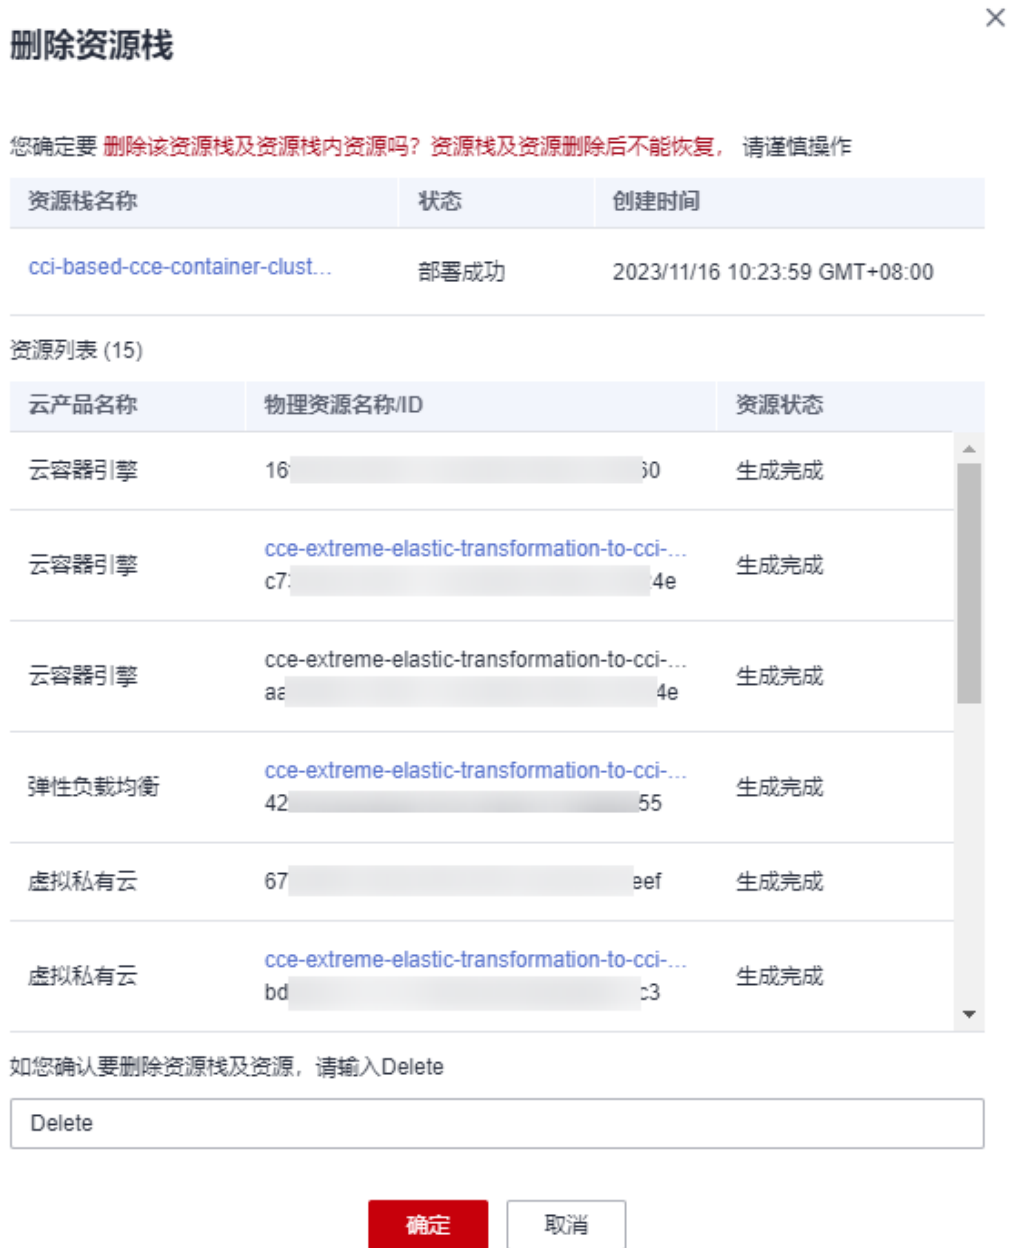 删除资源栈
您确定要 删除该资源栈及资源栈内资源吗？资源栈及资源删除后不能恢复， 请谨慎操作
资源栈名称 状态 创建时间
cci-based-cce-container-clust... 部署成功 2023/11/16 10:23:59 GMT+08:00
资源列表 (15)
云产品名称 物理资源名称/ID 资源状态
云容器引擎 16 60 生成完成
cce-extreme-elastic-transformation-to-cci-...
云容器引擎 c7 4e 生成完成
cce-extreme-elastic-transformation-to-cci-...
云容器引擎 aa 4e 生成完成
cce-extreme-elastic-transformation-to-cci-...
弹性负载均衡 42 55 生成完成
虚拟私有云 67 eef 生成完成
cce-extreme-elastic-transformation-to-cci-...
虚拟私有云 bd c3 生成完成
如您确认要删除资源栈及资源，请输入Delete
Delete
确定 取消